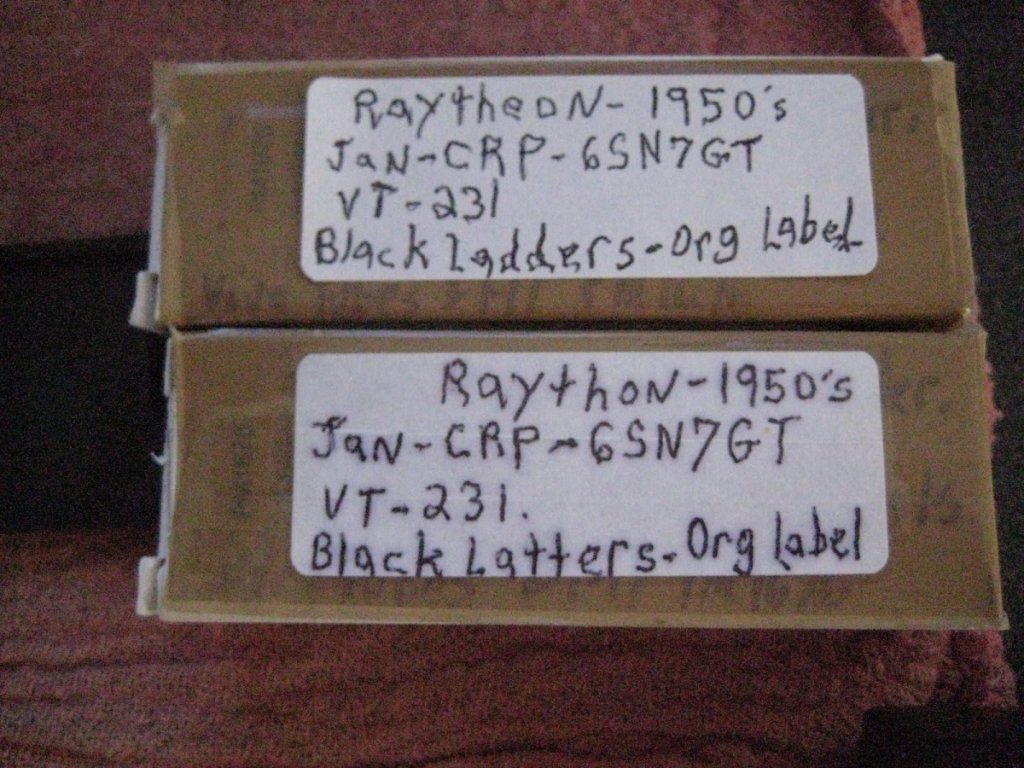 RaytheoN- 1950's
JaN-CRP-6SN7GT
VT-231
Black Ladders-Org Label
RaythoN-1950's
JaN-CRP-6SN7GT
VT-231.
Black Latters-Org label